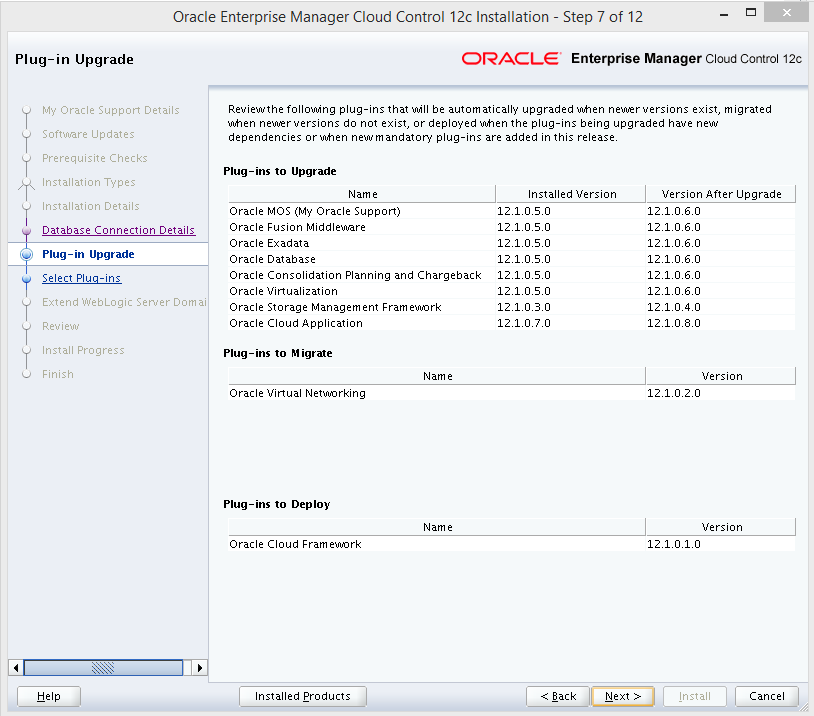 Oracle Enterprise Manager Cloud Control 12c Installation - Step 7 of 12
Plug-in Upgrade
ORACLE Enterprise Manager Cloud Control 12c
My Oracle Support Details
Software Updates
Prerequisite Checks
Installation Types
Installation Details
Database Connection Details
Plug-in Upgrade
Select Plug-ins
Extend WebLogic Server Domai
Review
Install Progress
Finish
Review the following plug-ins that will be automatically upgraded when newer versions exist, migrated
when newer versions do not exist, or deployed when the plug-ins being upgraded have new
dependencies or when new mandatory plug-ins are added in this release.
Plug-ins to Upgrade
Name Installed Version Version After Upgrade
Oracle MOS (My Oracle Support) 12.1.0.5.0 12.1.0.6.0
Oracle Fusion Middleware 12.1.0.5.0 12.1.0.6.0
Oracle Exadata 12.1.0.5.0 12.1.0.6.0
Oracle Database 12.1.0.5.0 12.1.0.6.0
Oracle Consolidation Planning and Chargeback 12.1.0.5.0 12.1.0.6.0
Oracle Virtualization 12.1.0.5.0 12.1.0.6.0
Oracle Storage Management Framework 12.1.0.3.0 12.1.0.4.0
Oracle Cloud Application 12.1.0.7.0 12.1.0.8.0
Plug-ins to Migrate
Name Version
Oracle Virtual Networking 12.1.0.2.0
Plug-ins to Deploy
Name Version
Oracle Cloud Framework 12.1.0.1.0
Help Installed Products < Back Next > Install Cancel